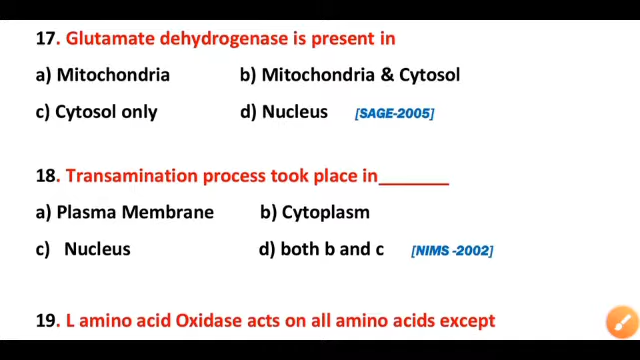 17. Glutamate dehydrogenase is present in
a) Mitochondria b) Mitochondria & Cytosol
c) Cytosol only d) Nucleus [SAGE-2005]
18. Transamination process took place in_______
a) Plasma Membrane b) Cytoplasm
c) Nucleus d) both b and c [NIMS -2002]
19. L amino acid Oxidase acts on all amino acids except